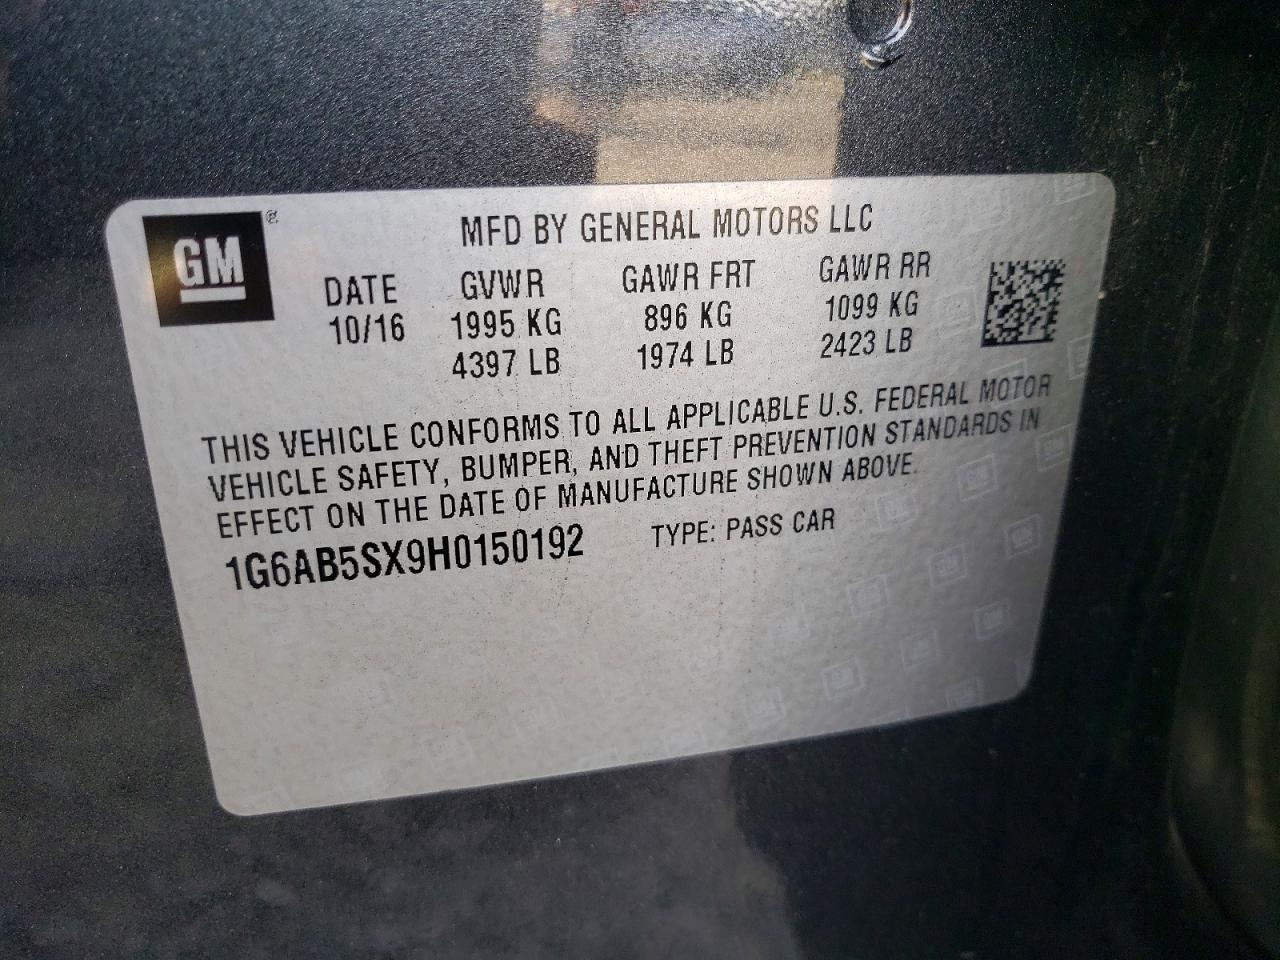 GM ®
MFD BY GENERAL MOTORS LLC
DATE GVWR GAWR FRT GAWR RR
10/16 1995 KG 896 KG 1099 KG
4397 LB 1974 LB 2423 LB
THIS VEHICLE CONFORMS TO ALL APPLICABLE U.S. FEDERAL MOTOR
VEHICLE SAFETY, BUMPER, AND THEFT PREVENTION STANDARDS IN
EFFECT ON THE DATE OF MANUFACTURE SHOWN ABOVE.
1G6AB5SX9H0150192 TYPE: PASS CAR